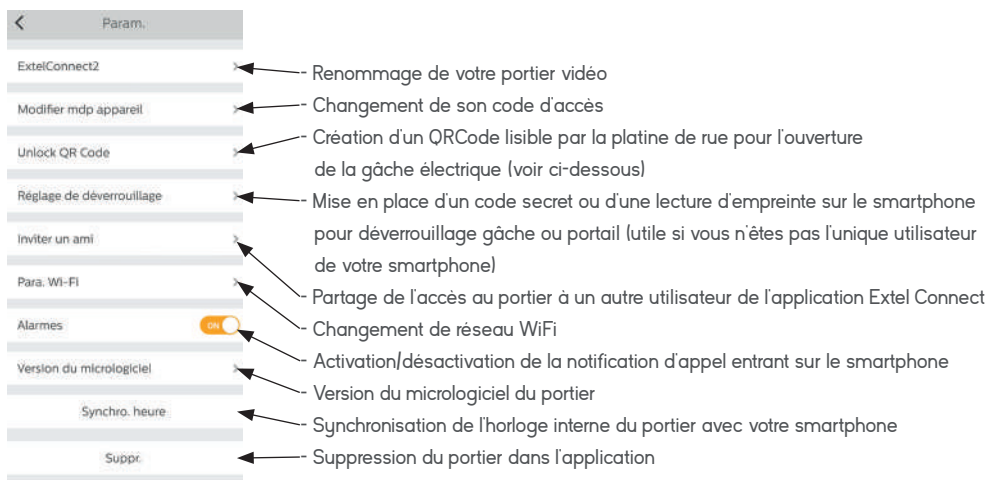 Param.
ExtelConnect2
Modifier mdp appareil
Unlock QR Code
Réglage de déverrouillage
Inviter un ami
Para. Wi-Fi
Alarmes
ON
Version du micrologiciel
Synchro. heure
Suppr.
- Renommage de votre portier vidéo
- Changement de son code d'accès
- Création d'un QRCode lisible par la platine de rue pour l'ouverture
de la gâche électrique (voir ci-dessous)
- Mise en place d'un code secret ou d'une lecture d'empreinte sur le smartphone
pour déverrouillage gâche ou portail (utile si vous n'êtes pas l'unique utilisateur
de votre smartphone)
- Partage de l'accès au portier à un autre utilisateur de l'application Extel Connect
- Changement de réseau WiFi
- Activation/désactivation de la notification d'appel entrant sur le smartphone
- Version du micrologiciel du portier
- Synchronisation de l'horloge interne du portier avec votre smartphone
- Suppression du portier dans l'application